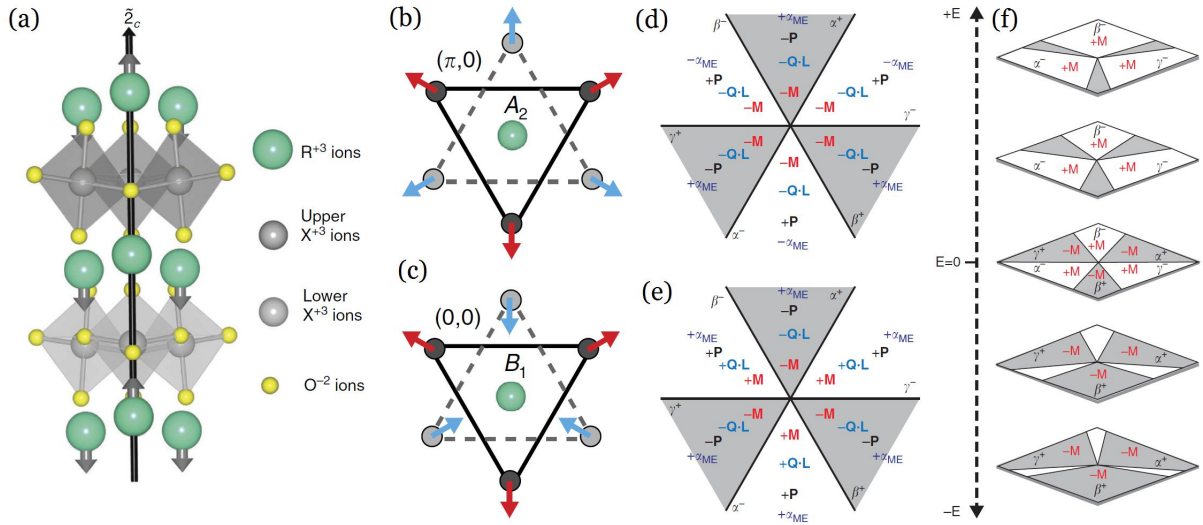 (a)
2̃c
R+3 ions
Upper
X+3 ions
Lower
X+3 ions
O−2 ions
(b)
(π,0)
A2
(c)
(0,0)
B1
(d)
β− +αME α+
−P
−αME −Q·L −αME
+P −M +P
−Q·L −Q·L
−M −M
γ−
γ+ −M −M
−Q·L −M −Q·L
−P −Q·L −P
+αME +P +αME
α− −αME β+
(e)
β− +αME α+
−P
+αME −Q·L +αME
+P −M +P
+Q·L +Q·L
+M +M
γ−
γ+ −M −M
−Q·L +M −Q·L
−P +Q·L −P
+αME +P +αME
α− +αME β+
(f)
+E
β−
+M
α− +M +M γ−
β−
+M
α− +M +M γ−
E=0
β−
γ+ −M +M −M α+
α− +M −M +M γ−
β+
γ+ −M −M α+
−M
β+
γ+ −M −M α+
−M
β+
−E